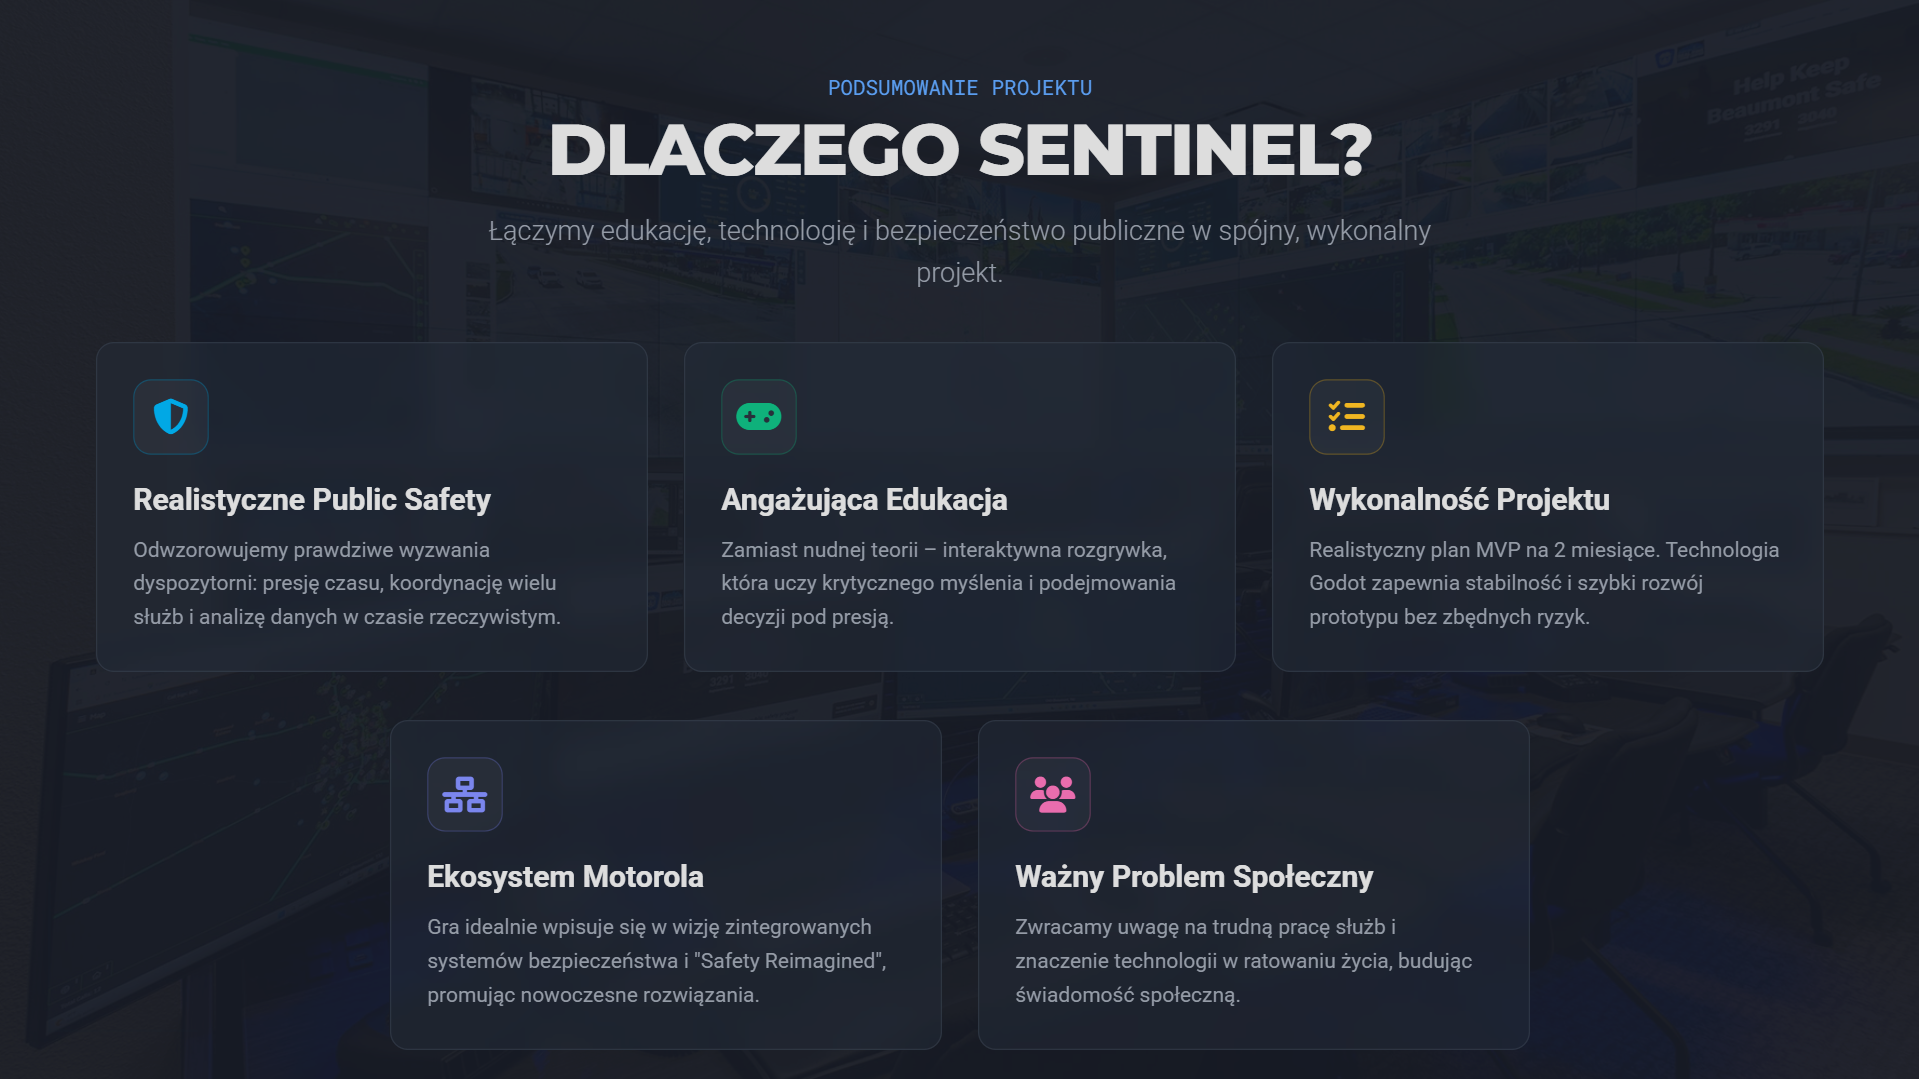 PODSUMOWANIE PROJEKTU
DLACZEGO SENTINEL?
Łączymy edukację, technologię i bezpieczeństwo publiczne w spójny, wykonalny
projekt.
Realistyczne Public Safety
Odwzorowujemy prawdziwe wyzwania
dyspozytorni: presję czasu, koordynację wielu
służb i analizę danych w czasie rzeczywistym.
Angażująca Edukacja
Zamiast nudnej teorii – interaktywna rozgrywka,
która uczy krytycznego myślenia i podejmowania
decyzji pod presją.
Wykonalność Projektu
Realistyczny plan MVP na 2 miesiące. Technologia
Godot zapewnia stabilność i szybki rozwój
prototypu bez zbędnych ryzyk.
Ekosystem Motorola
Gra idealnie wpisuje się w wizję zintegrowanych
systemów bezpieczeństwa i "Safety Reimagined",
promując nowoczesne rozwiązania.
Ważny Problem Społeczny
Zwracamy uwagę na trudną pracę służb i
znaczenie technologii w ratowaniu życia, budując
świadomość społeczną.
Help Keep
Beaumont Safe
3291 3040